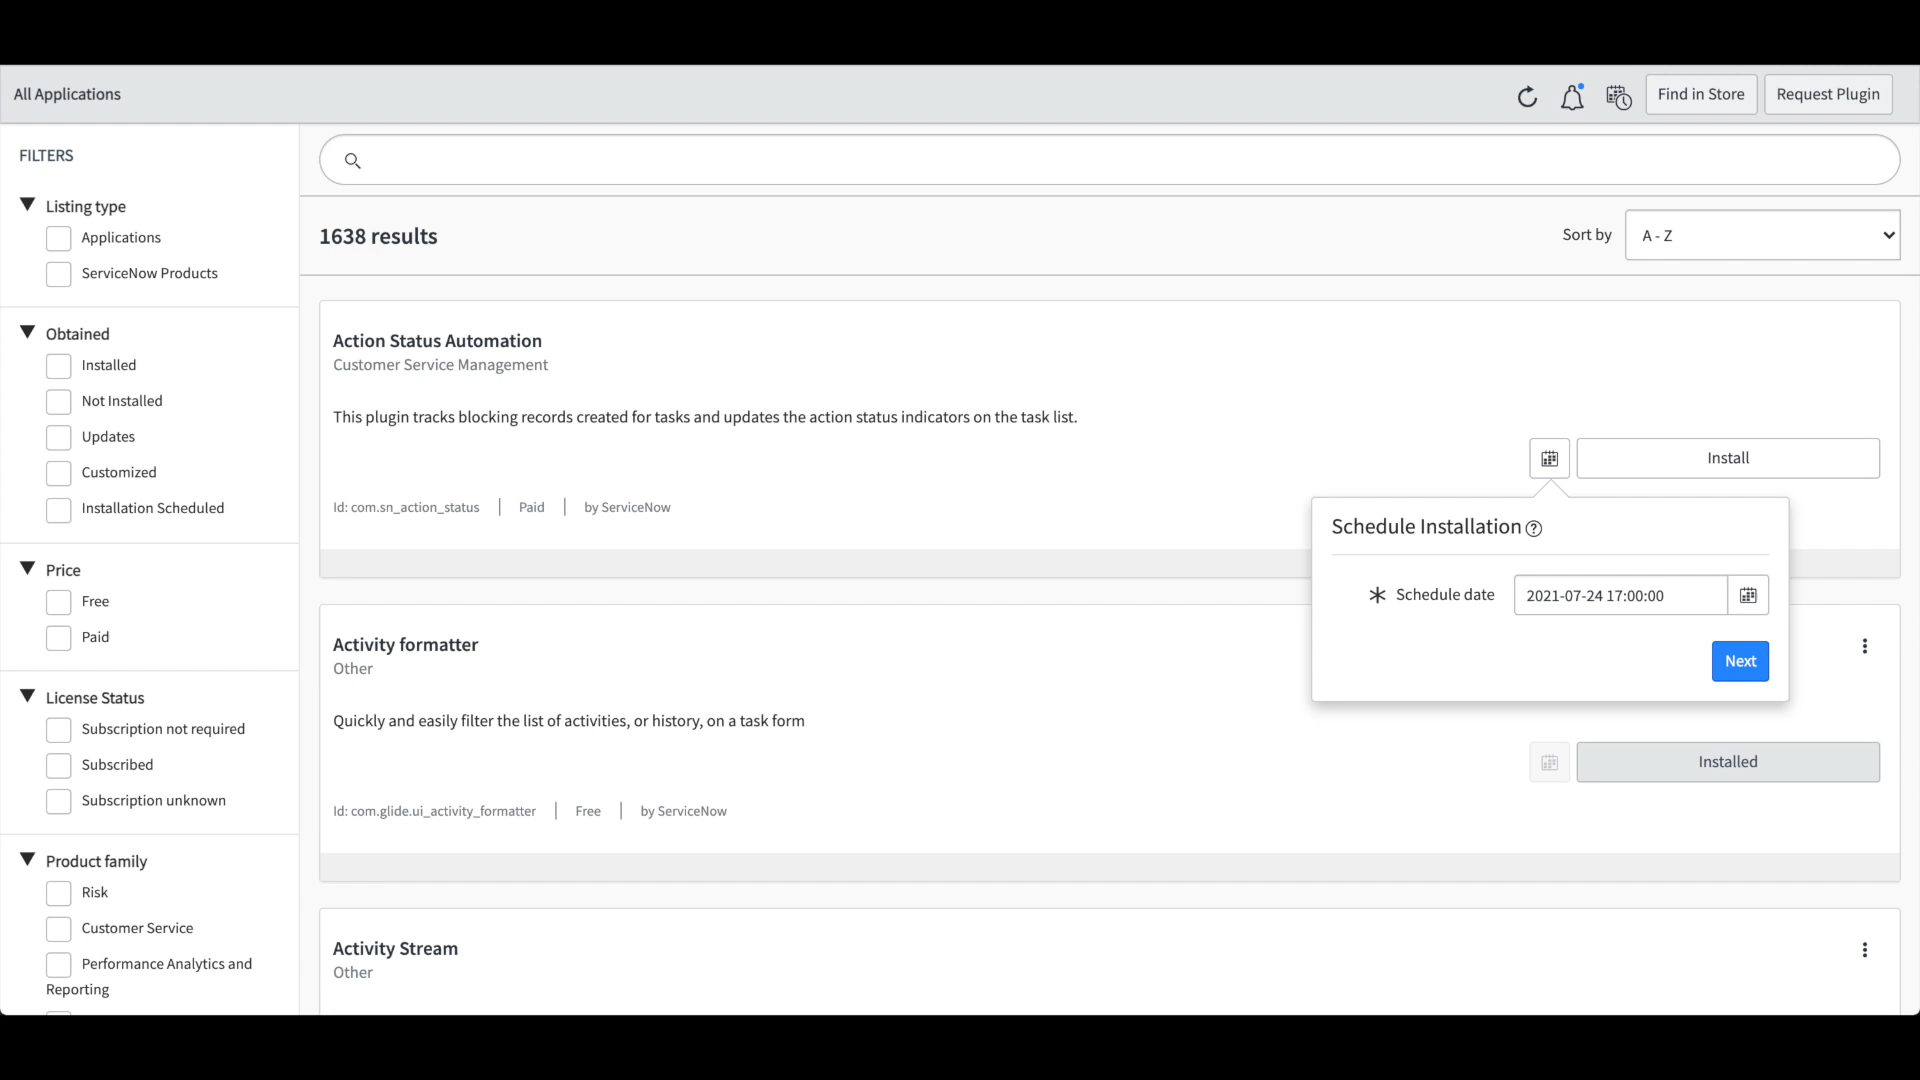 All Applications
Find in Store
Request Plugin
FILTERS
Listing type
Applications
ServiceNow Products
Obtained
Installed
Not Installed
Updates
Customized
Installation Scheduled
Price
Free
Paid
License Status
Subscription not required
Subscribed
Subscription unknown
Product family
Risk
Customer Service
Performance Analytics and
Reporting
1638 results
Sort by
A - Z
Action Status Automation
Customer Service Management
This plugin tracks blocking records created for tasks and updates the action status indicators on the task list.
Install
Id: com.sn_action_status | Paid | by ServiceNow
Schedule Installation
Schedule date
2021-07-24 17:00:00
Next
Activity formatter
Other
Quickly and easily filter the list of activities, or history, on a task form
Installed
Id: com.glide.ui_activity_formatter | Free | by ServiceNow
Activity Stream
Other